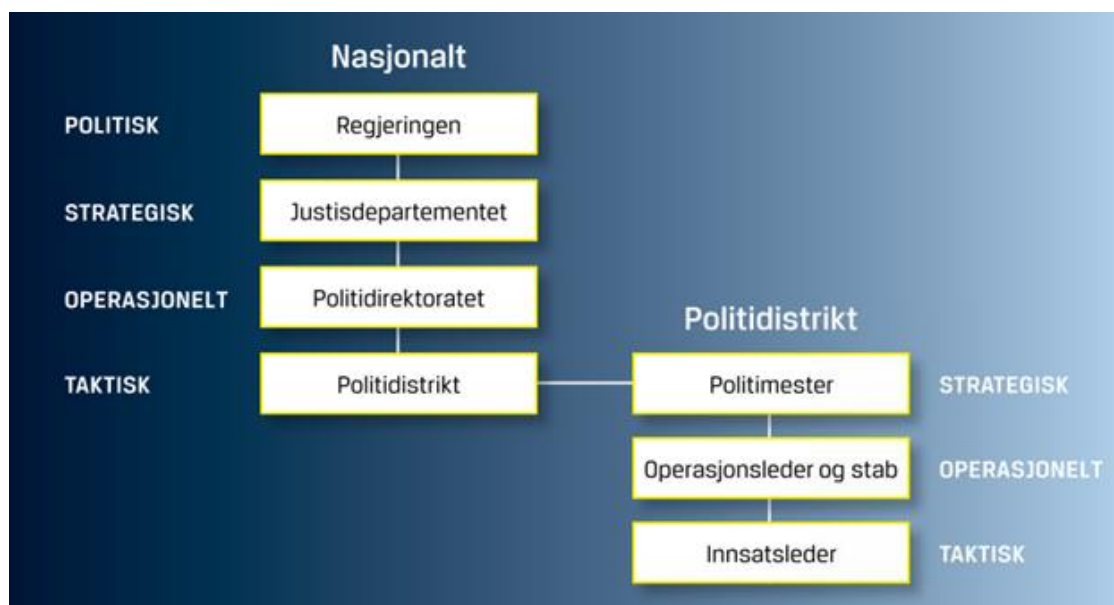 Nasjonalt
POLITISK
Regjeringen
STRATEGISK
Justisdepartementet
OPERASJONELT
Politidirektoratet
TAKTISK
Politidistrikt
Politidistrikt
Politimester
STRATEGISK
Operasjonsleder og stab
OPERASJONELT
Innsatsleder
TAKTISK